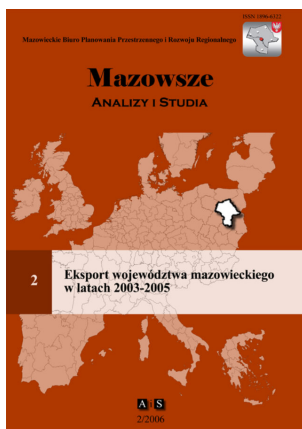 ISSN 1896-6322
Mazowieckie Biuro Planowania Przestrzennego i Rozwoju Regionalnego
Mazowsze
ANALIZY I STUDIA
2
Eksport województwa mazowieckiego
w latach 2003-2005
A S
2/2006